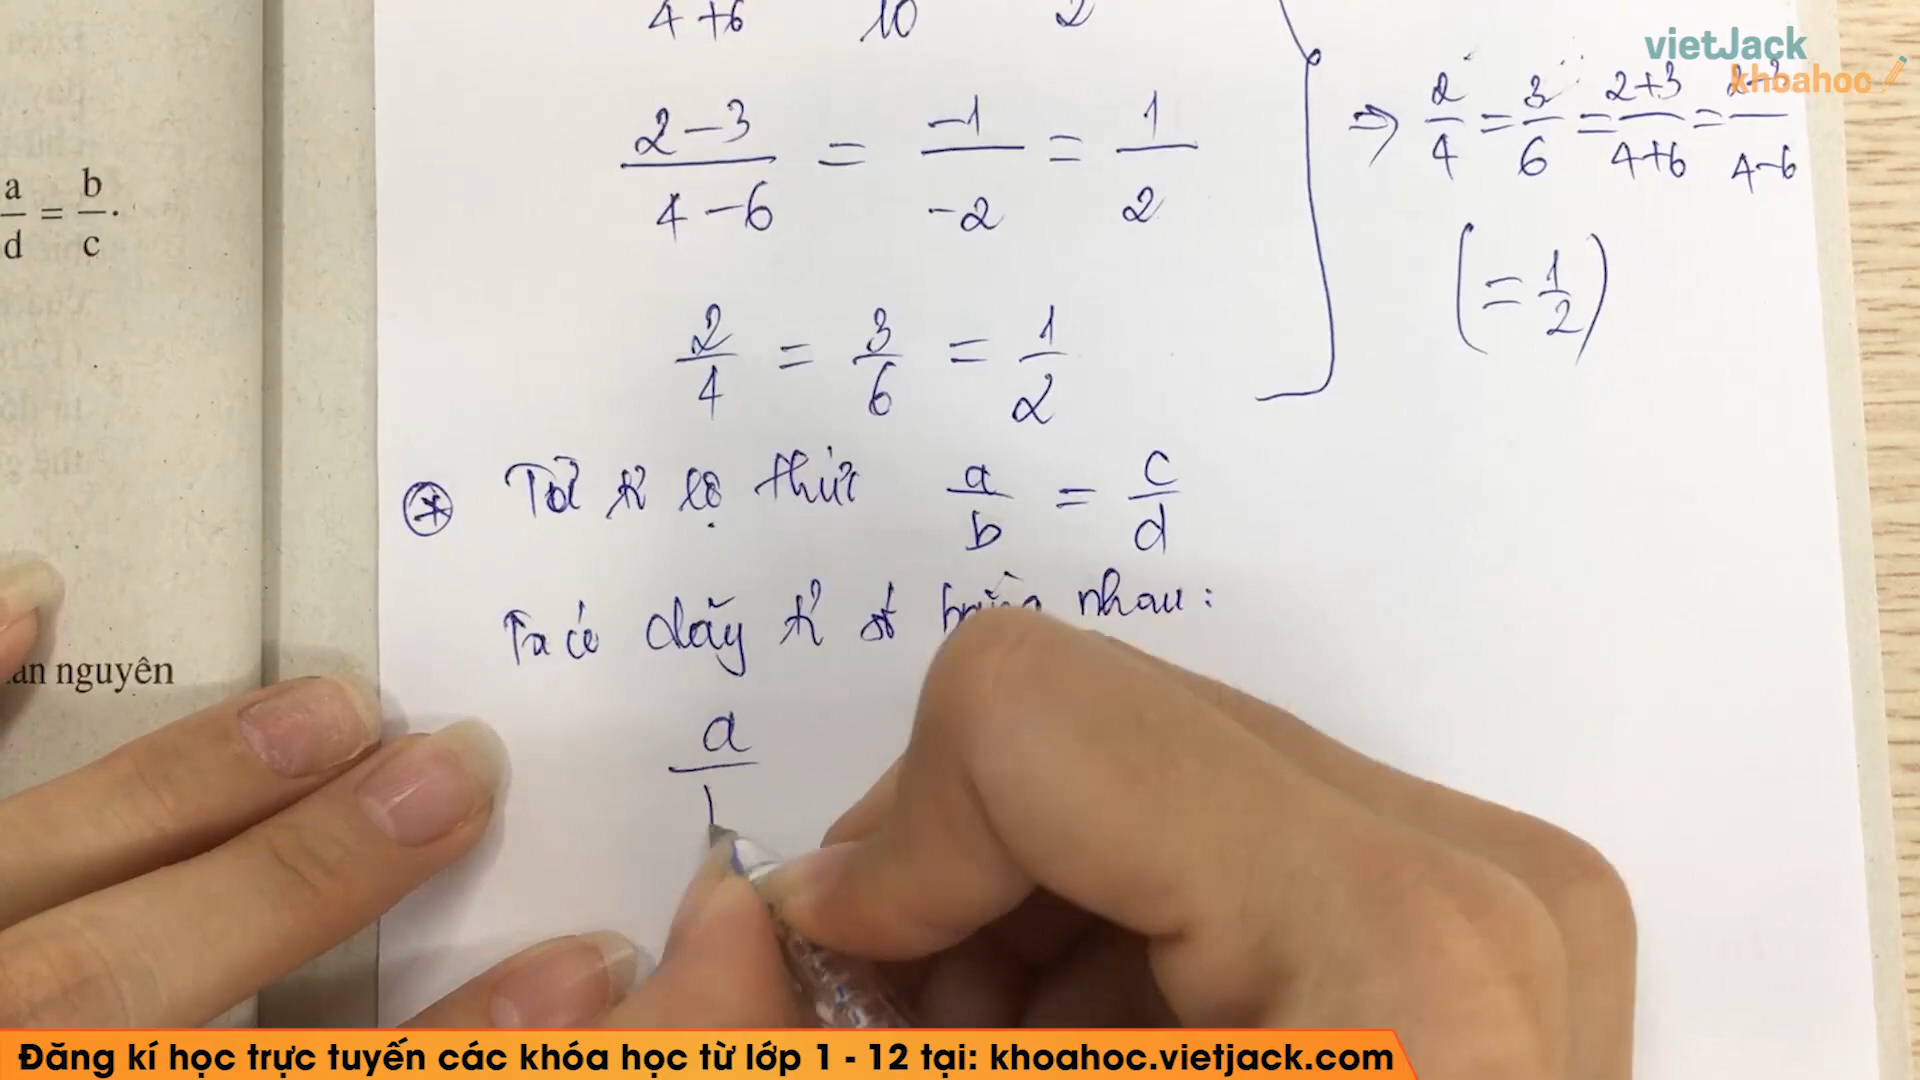 4+6 10 2
vietJack
khoahoc
2/4 = 3/6 = 2+3/4+6 = 2-3/4-6
2-3/4-6 = -1/-2 = 1/2
a/d = b/c.
(= 1/2)
2/4 = 3/6 = 1/2
* Từ tỉ lệ thức a/b = c/d
Ta có dãy tỉ số bằng nhau:
nguyên
a
Đăng kí học trực tuyến các khóa học từ lớp 1 - 12 tại: khoahoc.vietjack.com